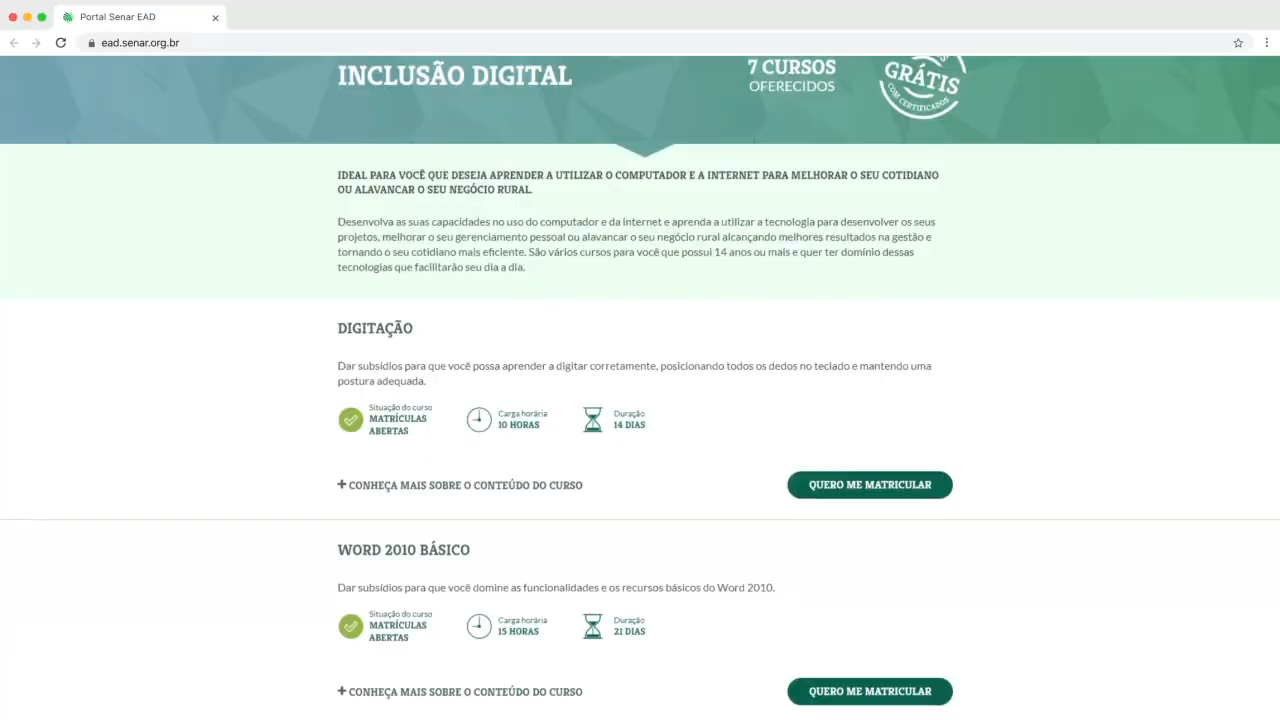 Portal Senar EAD
ead.senar.org.br
INCLUSÃO DIGITAL
7 CURSOS
OFERECIDOS
GRÁTIS
COM CERTIFICADOS
IDEAL PARA VOCÊ QUE DESEJA APRENDER A UTILIZAR O COMPUTADOR E A INTERNET PARA MELHORAR O SEU COTIDIANO
OU ALAVANCAR O SEU NEGÓCIO RURAL.
Desenvolva as suas capacidades no uso do computador e da internet e aprenda a utilizar a tecnologia para desenvolver os seus
projetos, melhorar o seu gerenciamento pessoal ou alavancar o seu negócio rural alcançando melhores resultados na gestão e
tornando o seu cotidiano mais eficiente. São vários cursos para você que possui 14 anos ou mais e quer ter domínio dessas
tecnologias que facilitarão seu dia a dia.
DIGITAÇÃO
Dar subsídios para que você possa aprender a digitar corretamente, posicionando todos os dedos no teclado e mantendo uma
postura adequada.
Situação do curso
MATRÍCULAS
ABERTAS
Carga horária
10 HORAS
Duração
14 DIAS
+ CONHEÇA MAIS SOBRE O CONTEÚDO DO CURSO
QUERO ME MATRICULAR
WORD 2010 BÁSICO
Dar subsídios para que você domine as funcionalidades e os recursos básicos do Word 2010.
Situação do curso
MATRÍCULAS
ABERTAS
Carga horária
15 HORAS
Duração
21 DIAS
+ CONHEÇA MAIS SOBRE O CONTEÚDO DO CURSO
QUERO ME MATRICULAR